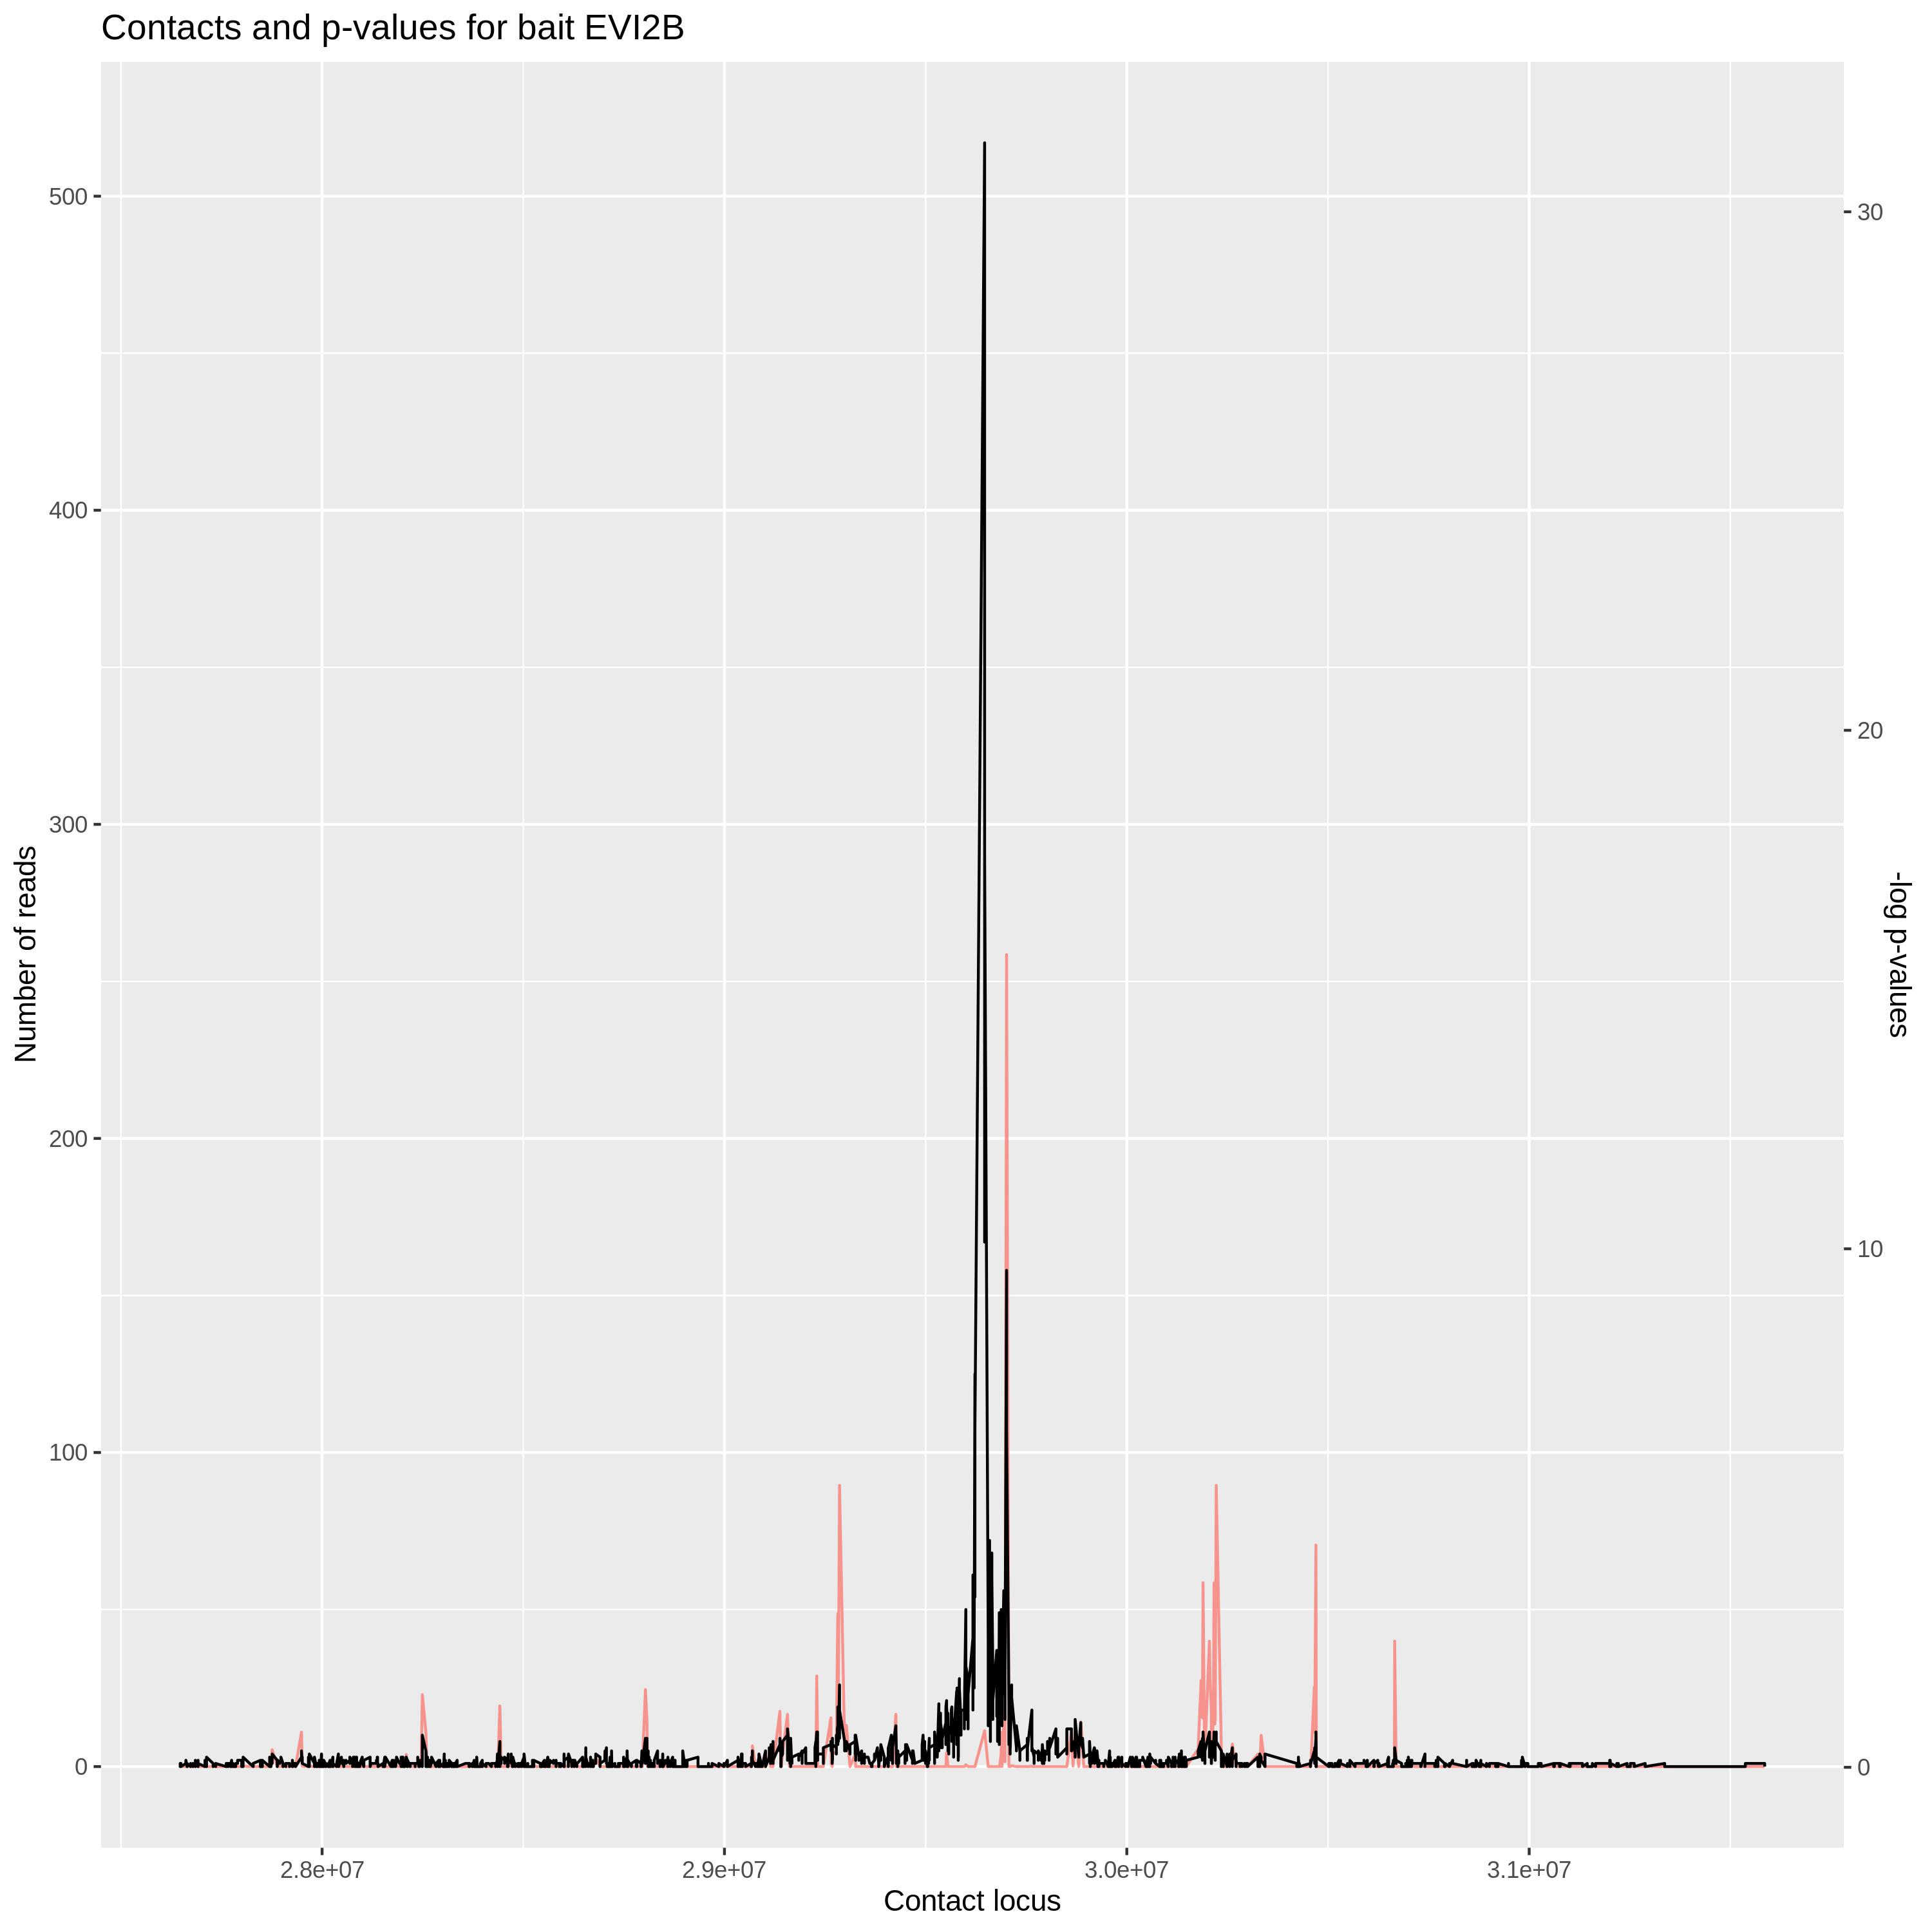 Contacts and p-values for bait EVI2B
500
400
300
200
100
0
Number of reads
30
20
10
0
-log p-values
2.8e+07
2.9e+07
3.0e+07
3.1e+07
Contact locus